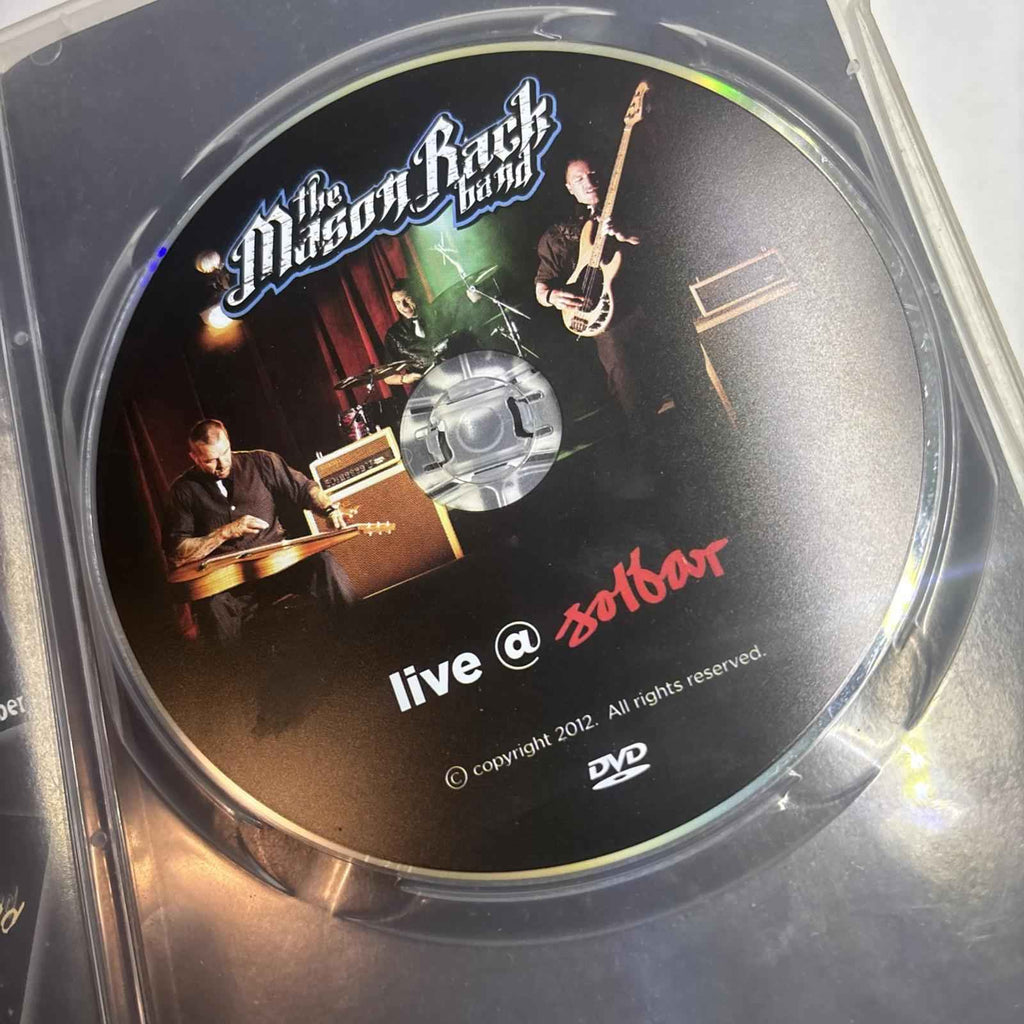 the
Mason Rack
band
live @ solbar
© copyright 2012. All rights reserved.
DVD